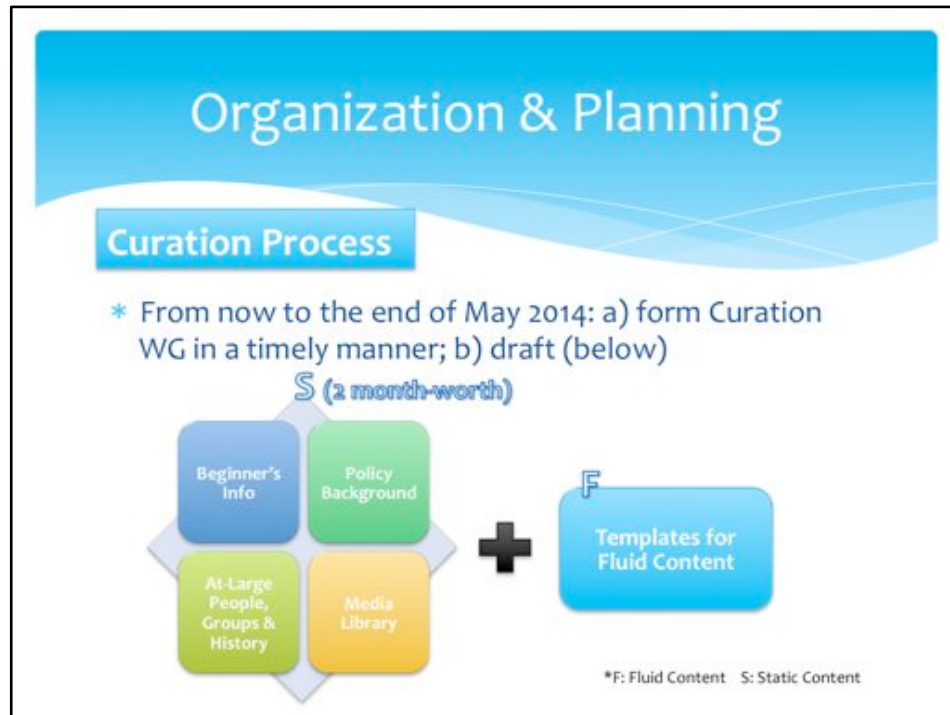 Organization & Planning
Curation Process
* From now to the end of May 2014: a) form Curation
WG in a timely manner; b) draft (below)
S (2 month-worth)
Beginner's
Info
Policy
Background
At-Large
People,
Groups &
History
Media
Library
F
Templates for
Fluid Content
*F: Fluid Content S: Static Content